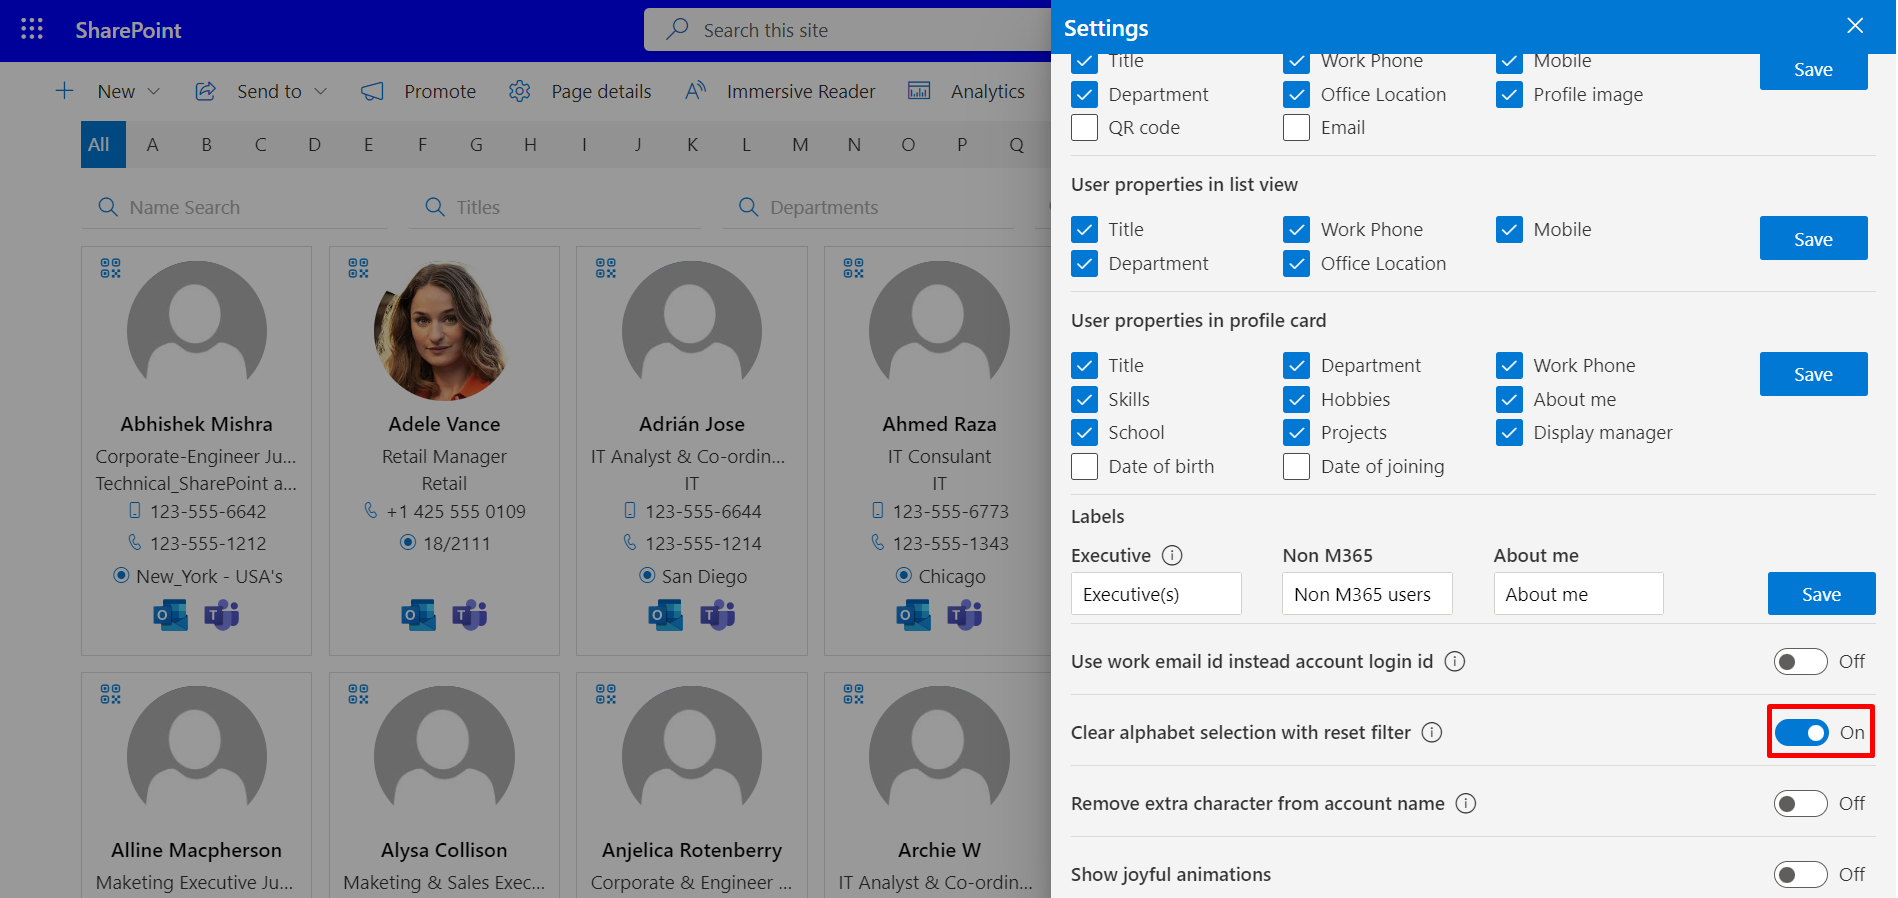 SharePoint
Search this site
New
Send to
Promote
Page details
Immersive Reader
Analytics
All A B C D E F G H I J K L M N O P Q
Name Search
Titles
Departments
Abhishek Mishra
Corporate-Engineer Ju...
Technical_SharePoint a...
123-555-6642
123-555-1212
New_York - USA's
Adele Vance
Retail Manager
Retail
+1 425 555 0109
18/2111
Adrián Jose
IT Analyst & Co-ordin...
IT
123-555-6644
123-555-1214
San Diego
Ahmed Raza
IT Consulant
IT
123-555-6773
123-555-1343
Chicago
Alline Macpherson
Maketing Executive Ju...
Alysa Collison
Maketing & Sales Exec...
Anjelica Rotenberry
Corporate & Engineer ...
Archie W
IT Analyst & Co-ordin...
Settings
Title Work Phone Mobile
Save
Department Office Location Profile image
QR code Email
User properties in list view
Title Work Phone Mobile
Save
Department Office Location
User properties in profile card
Title Department Work Phone
Save
Skills Hobbies About me
School Projects Display manager
Date of birth Date of joining
Labels
Executive Non M365 About me
Executive(s) Non M365 users About me
Save
Use work email id instead account login id Off
Clear alphabet selection with reset filter On
Remove extra character from account name Off
Show joyful animations Off